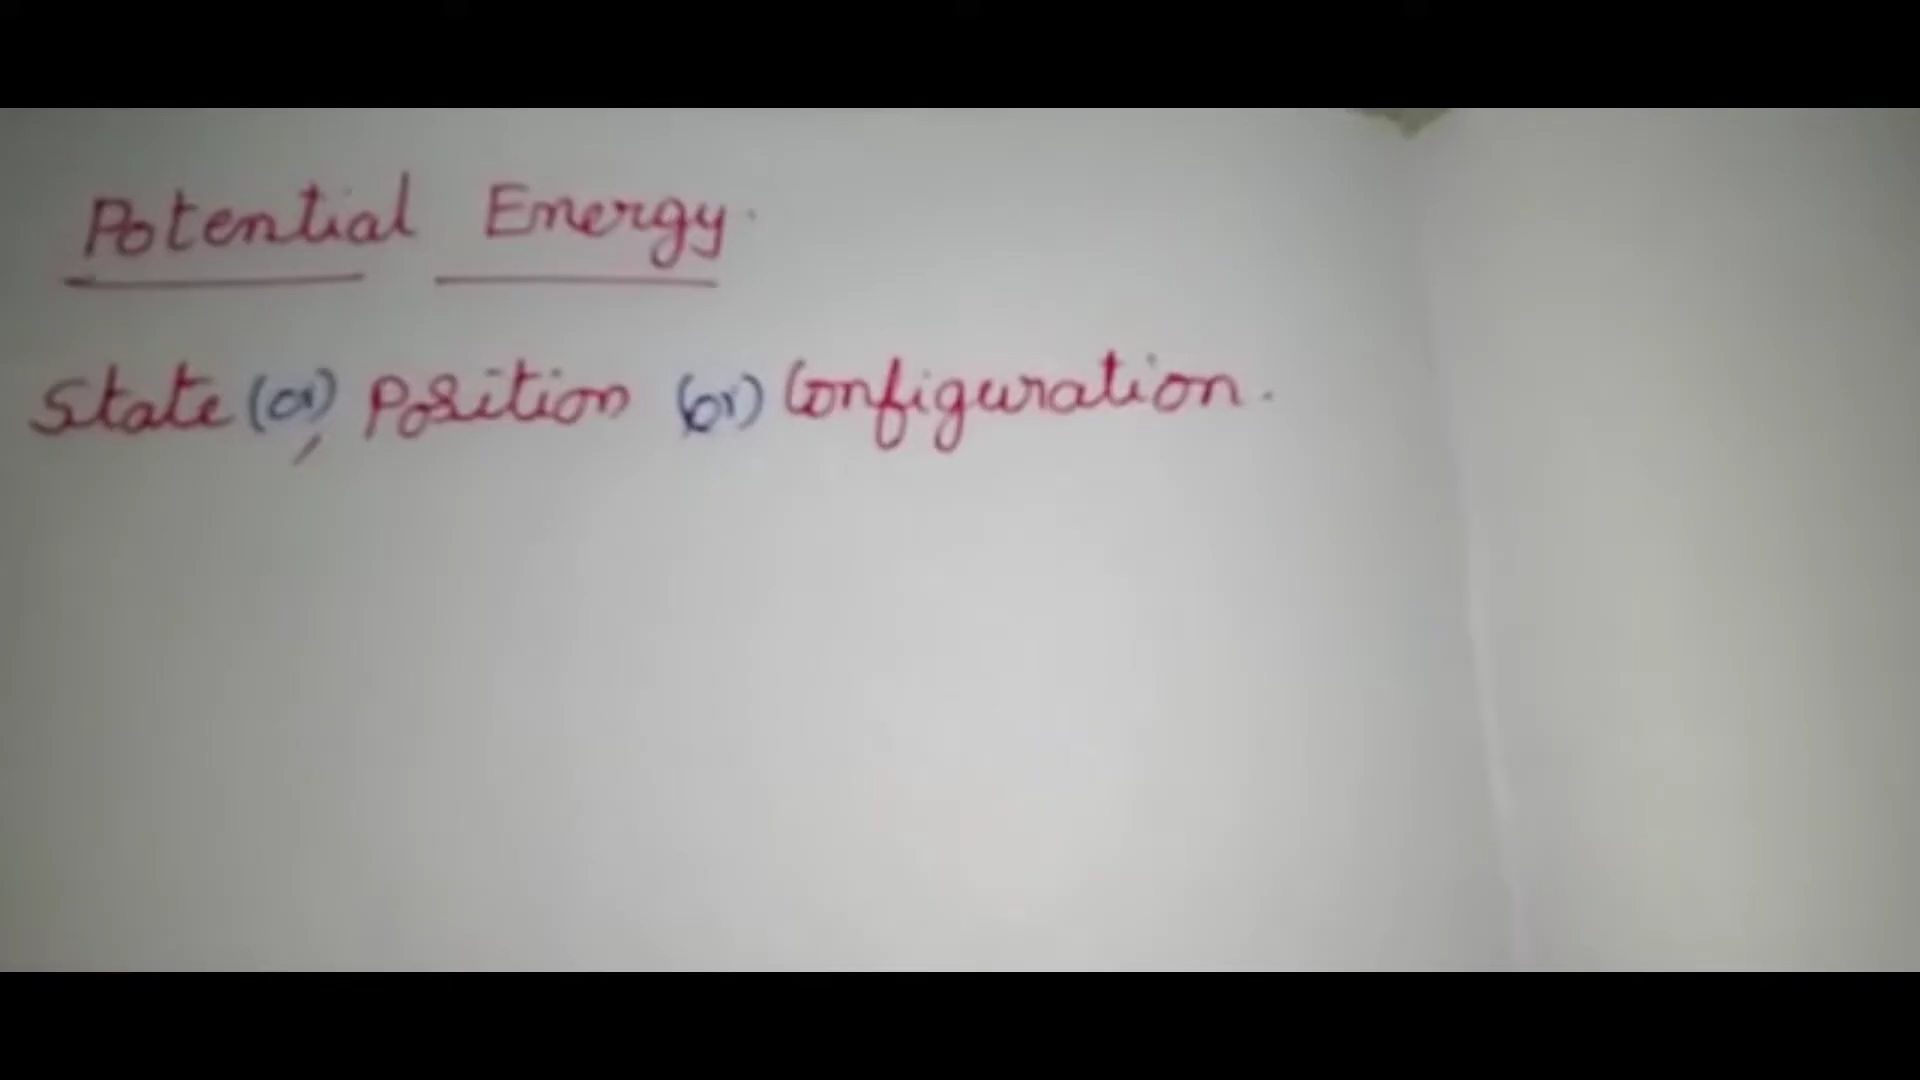 Potential Energy.
State (or) Position (or) Configuration.